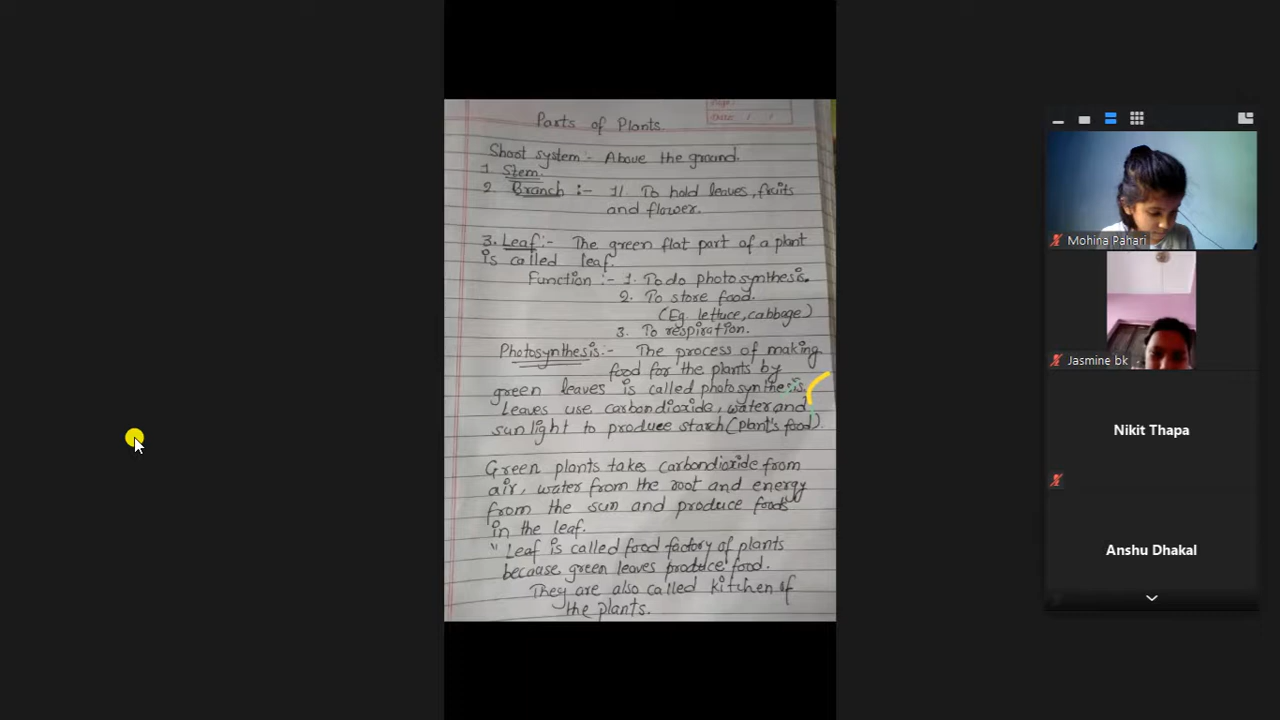 Page:
Date: / /
Parts of Plants.
Shoot system:- Above the ground.
1. Stem.
2. Branch :- 1/. To hold leaves, fruits
and flower.
3. Leaf:- The green flat part of a plant
is called leaf.
Function :- 1. To do photosynthesis.
2. To store food.
(Eg. lettuce, cabbage)
3. To respiration.
Photosynthesis:- The process of making
food for the plants by
green leaves is called photosynthesis.
Leaves use carbondioxide, water and
sunlight to produce starch (plant's food).
Green plants takes carbondioxide from
air, water from the root and energy
from the sun and produce foods
in the leaf.
" Leaf is called food factory of plants
because green leaves produce food.
They are also called kitchen of
the plants.
Mohina Pahari
Jasmine bk
Nikit Thapa
Anshu Dhakal